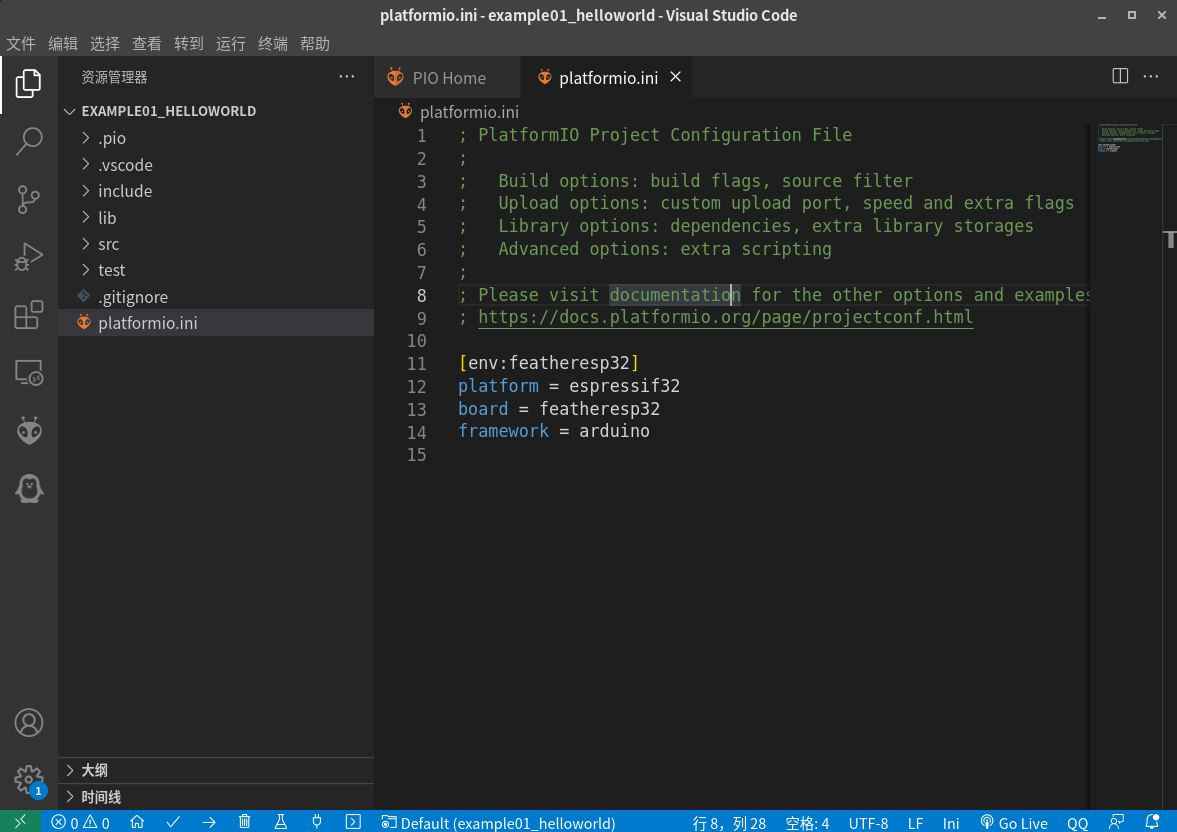 platformio.ini - example01_helloworld - Visual Studio Code
文件 编辑 选择 查看 转到 运行 终端 帮助
资源管理器
EXAMPLE01_HELLOWORLD
.pio
.vscode
include
lib
src
test
.gitignore
platformio.ini
大纲
时间线
PIO Home
platformio.ini
platformio.ini
1 ; PlatformIO Project Configuration File
2 ;
3 ;   Build options: build flags, source filter
4 ;   Upload options: custom upload port, speed and extra flags
5 ;   Library options: dependencies, extra library storages
6 ;   Advanced options: extra scripting
7 ;
8 ; Please visit documentation for the other options and examples
9 ; https://docs.platformio.org/page/projectconf.html
10
11 [env:featheresp32]
12 platform = espressif32
13 board = featheresp32
14 framework = arduino
15
1
0 0 Default (example01_helloworld) 行 8，列 28 空格: 4 UTF-8 LF Ini Go Live QQ